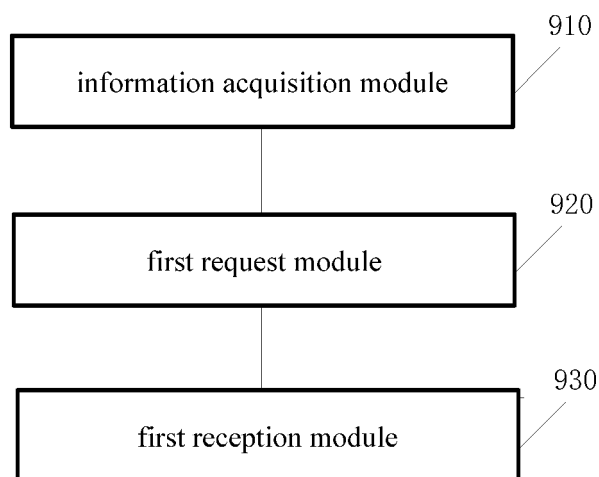 910
information acquisition module
920
first request module
930
first reception module